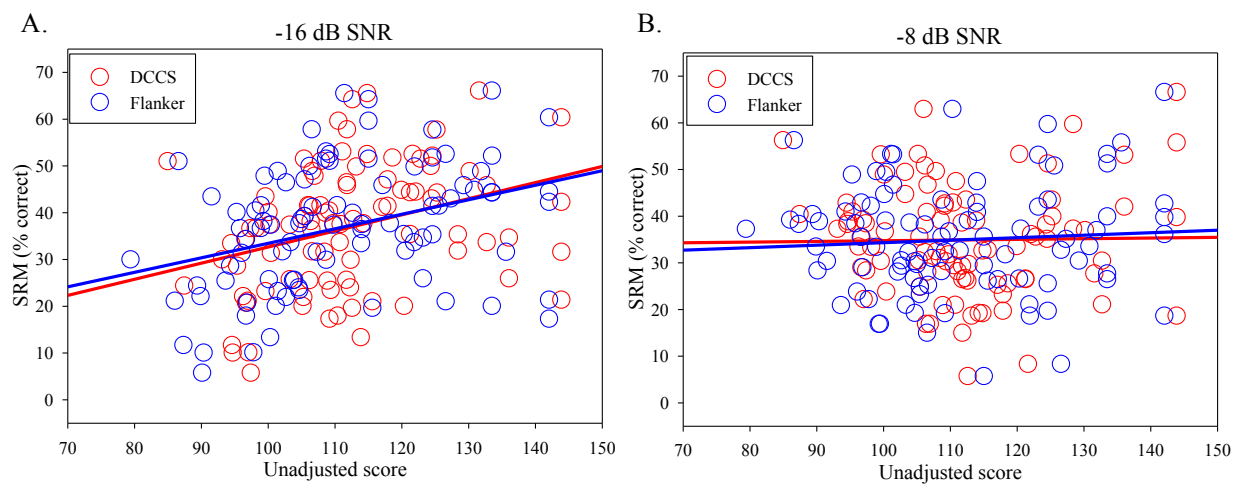 A.
-16 dB SNR
DCCS
Flanker
SRM (% correct)
70
60
50
40
30
20
10
0
70 80 90 100 110 120 130 140 150
Unadjusted score
B.
-8 dB SNR
DCCS
Flanker
SRM (% correct)
70
60
50
40
30
20
10
0
70 80 90 100 110 120 130 140 150
Unadjusted score